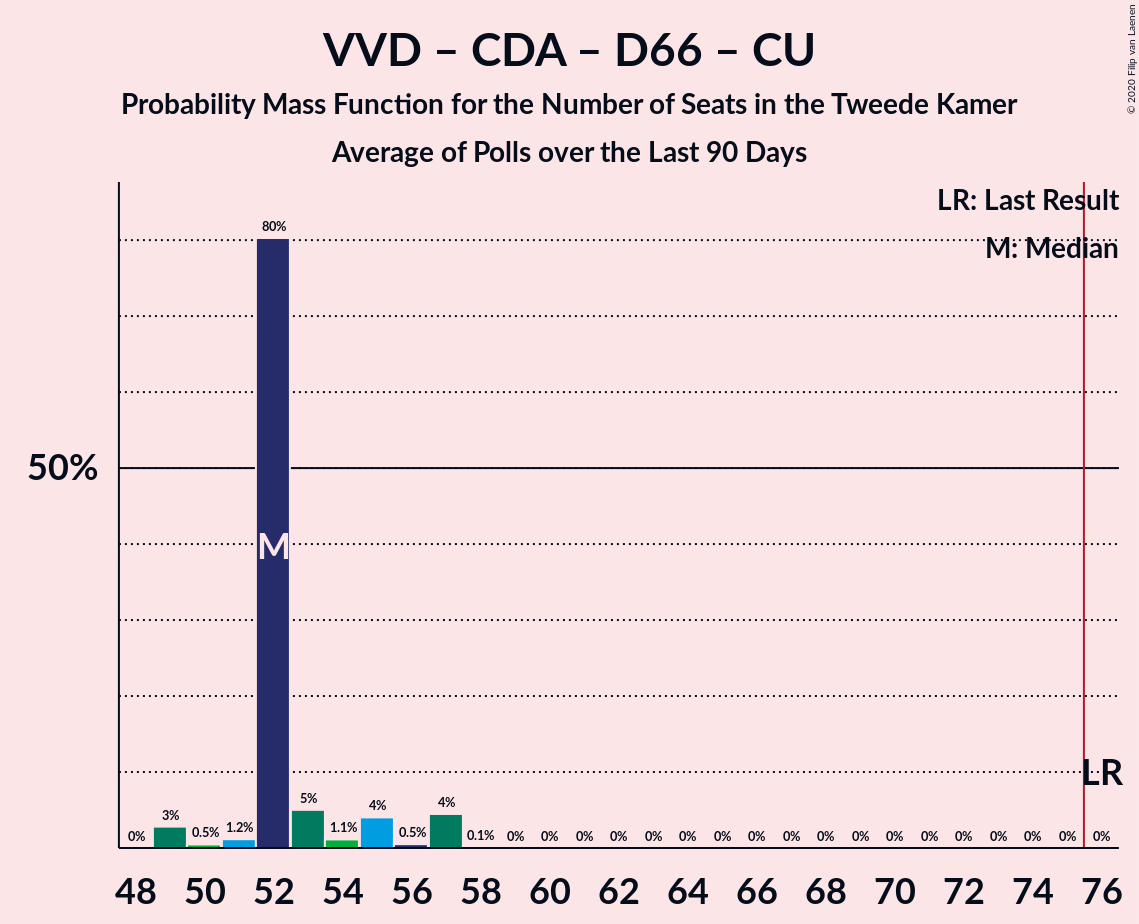 VVD – CDA – D66 – CU
Probability Mass Function for the Number of Seats in the Tweede Kamer
Average of Polls over the Last 90 Days
© 2020 Filip van Laenen
LR: Last Result
M: Median
50%
0% 3% 0.5% 1.2% 80% 5% 1.1% 4% 0.5% 4% 0.1% 0% 0% 0% 0% 0% 0% 0% 0% 0% 0% 0% 0% 0% 0% 0% 0% 0% 0%
M
LR
48 50 52 54 56 58 60 62 64 66 68 70 72 74 76